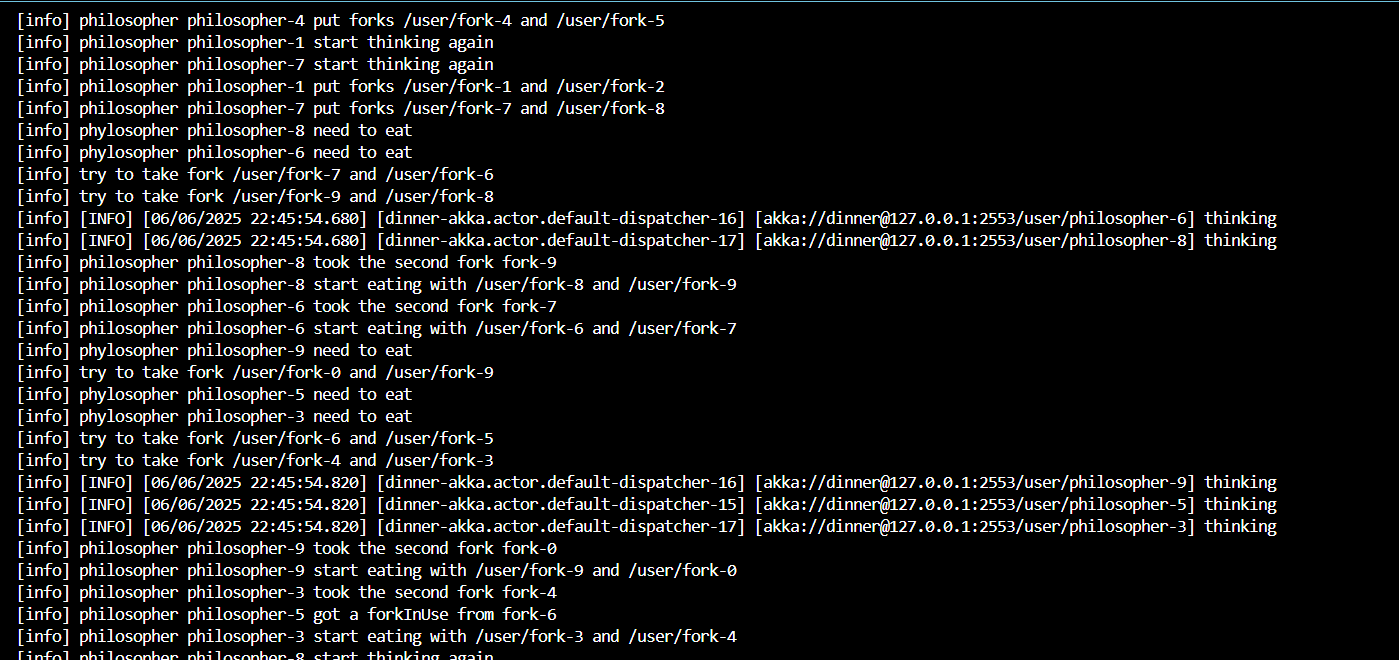 [info] philosopher philosopher-4 put forks /user/fork-4 and /user/fork-5
[info] philosopher philosopher-1 start thinking again
[info] philosopher philosopher-7 start thinking again
[info] philosopher philosopher-1 put forks /user/fork-1 and /user/fork-2
[info] philosopher philosopher-7 put forks /user/fork-7 and /user/fork-8
[info] phylosopher philosopher-8 need to eat
[info] phylosopher philosopher-6 need to eat
[info] try to take fork /user/fork-7 and /user/fork-6
[info] try to take fork /user/fork-9 and /user/fork-8
[info] [INFO] [06/06/2025 22:45:54.680] [dinner-akka.actor.default-dispatcher-16] [akka://dinner@127.0.0.1:2553/user/philosopher-6] thinking
[info] [INFO] [06/06/2025 22:45:54.680] [dinner-akka.actor.default-dispatcher-17] [akka://dinner@127.0.0.1:2553/user/philosopher-8] thinking
[info] philosopher philosopher-8 took the second fork fork-9
[info] philosopher philosopher-8 start eating with /user/fork-8 and /user/fork-9
[info] philosopher philosopher-6 took the second fork fork-7
[info] philosopher philosopher-6 start eating with /user/fork-6 and /user/fork-7
[info] phylosopher philosopher-9 need to eat
[info] try to take fork /user/fork-0 and /user/fork-9
[info] phylosopher philosopher-5 need to eat
[info] phylosopher philosopher-3 need to eat
[info] try to take fork /user/fork-6 and /user/fork-5
[info] try to take fork /user/fork-4 and /user/fork-3
[info] [INFO] [06/06/2025 22:45:54.820] [dinner-akka.actor.default-dispatcher-16] [akka://dinner@127.0.0.1:2553/user/philosopher-9] thinking
[info] [INFO] [06/06/2025 22:45:54.820] [dinner-akka.actor.default-dispatcher-15] [akka://dinner@127.0.0.1:2553/user/philosopher-5] thinking
[info] [INFO] [06/06/2025 22:45:54.820] [dinner-akka.actor.default-dispatcher-17] [akka://dinner@127.0.0.1:2553/user/philosopher-3] thinking
[info] philosopher philosopher-9 took the second fork fork-0
[info] philosopher philosopher-9 start eating with /user/fork-9 and /user/fork-0
[info] philosopher philosopher-3 took the second fork fork-4
[info] philosopher philosopher-5 got a forkInUse from fork-6
[info] philosopher philosopher-3 start eating with /user/fork-3 and /user/fork-4
[info] philosopher philosopher-8 start thinking again